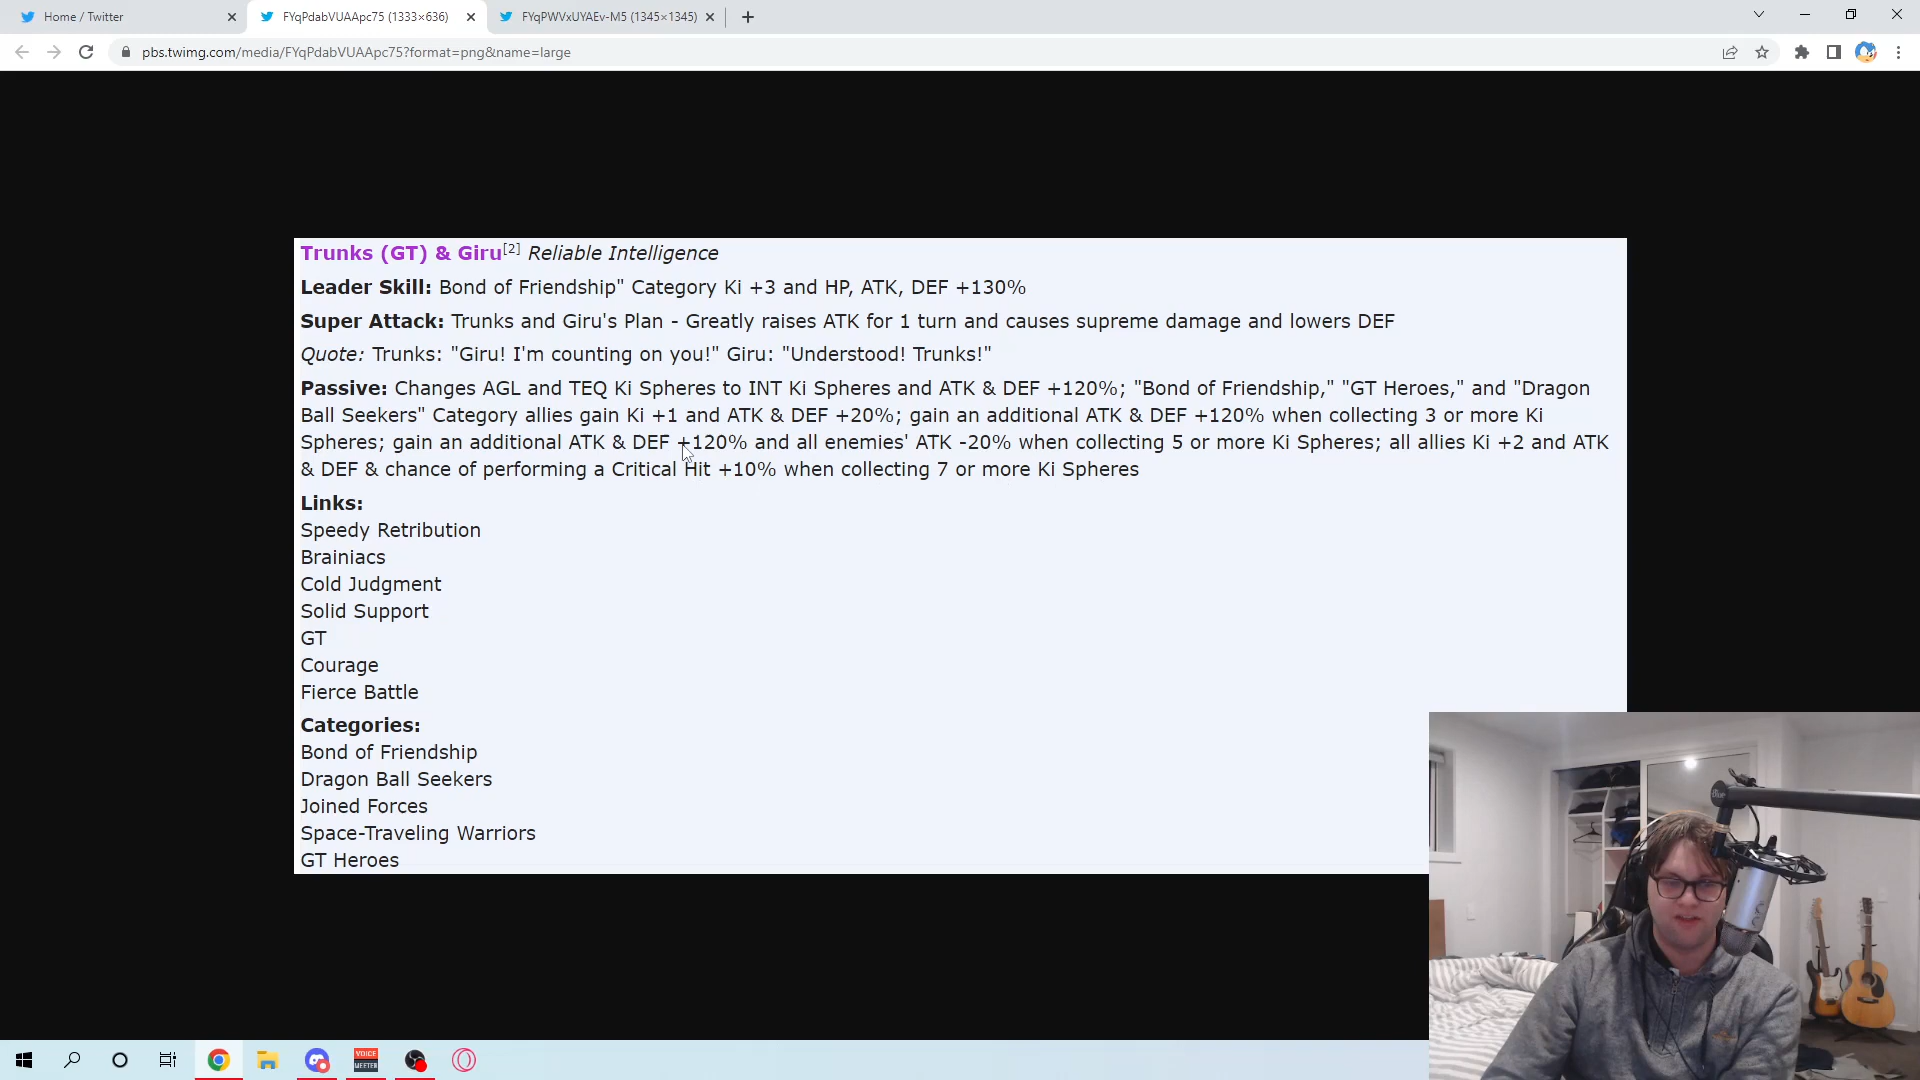 Home / Twitter
FYqPdabVUAApc75 (1333×636)
FYqPWVxUYAEv-M5 (1345×1345)
pbs.twimg.com/media/FYqPdabVUAApc75?format=png&name=large
Trunks (GT) & Giru[2] Reliable Intelligence
Leader Skill: Bond of Friendship" Category Ki +3 and HP, ATK, DEF +130%
Super Attack: Trunks and Giru's Plan - Greatly raises ATK for 1 turn and causes supreme damage and lowers DEF
Quote: Trunks: "Giru! I'm counting on you!" Giru: "Understood! Trunks!"
Passive: Changes AGL and TEQ Ki Spheres to INT Ki Spheres and ATK & DEF +120%; "Bond of Friendship," "GT Heroes," and "Dragon
Ball Seekers" Category allies gain Ki +1 and ATK & DEF +20%; gain an additional ATK & DEF +120% when collecting 3 or more Ki
Spheres; gain an additional ATK & DEF +120% and all enemies' ATK -20% when collecting 5 or more Ki Spheres; all allies Ki +2 and ATK
& DEF & chance of performing a Critical Hit +10% when collecting 7 or more Ki Spheres
Links:
Speedy Retribution
Brainiacs
Cold Judgment
Solid Support
GT
Courage
Fierce Battle
Categories:
Bond of Friendship
Dragon Ball Seekers
Joined Forces
Space-Traveling Warriors
GT Heroes
VOICE
MEETER